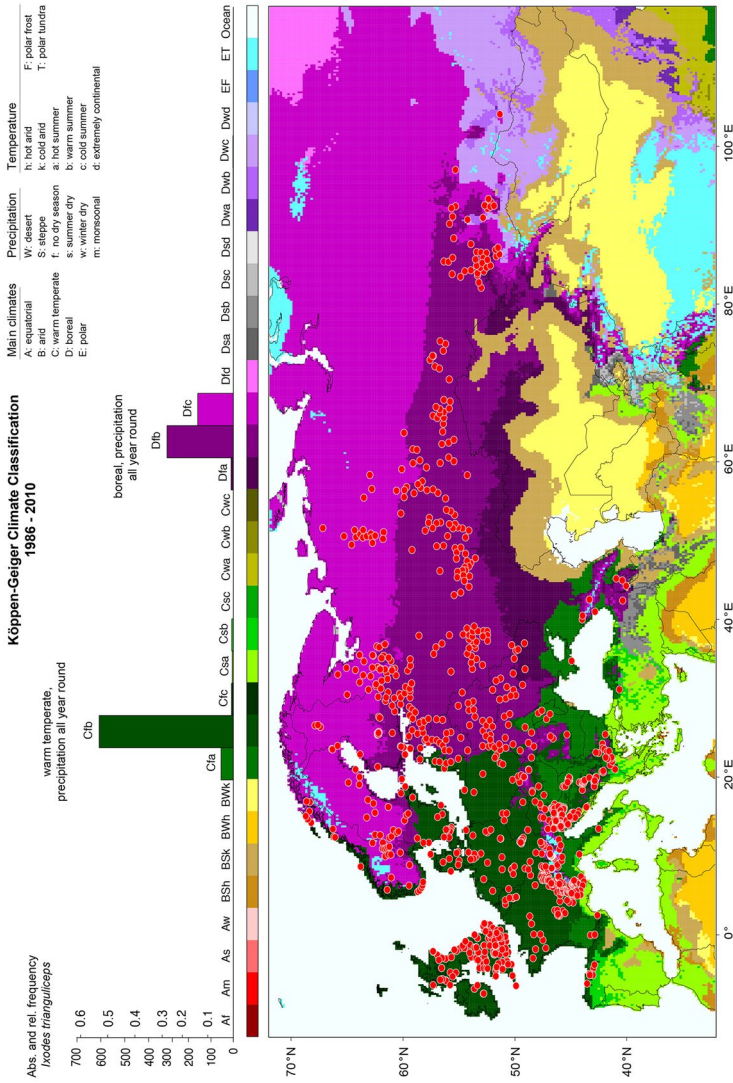 Köppen-Geiger Climate Classification
1986 - 2010
Abs. and rel. frequency
Ixodes trianguliceps
Main climates
A: equatorial
B: arid
C: warm temperate
D: boreal
E: polar
Precipitation
W: desert
S: steppe
f: no dry season
s: summer dry
w: winter dry
m: monsoonal
Temperature
h: hot arid
k: cold arid
a: hot summer
b: warm summer
c: cold summer
d: extremely continental
F: polar frost
T: polar tundra
warm temperate,
precipitation all year round
boreal, precipitation
all year round
700
600
500
400
300
200
100
0
0.6
0.5
0.4
0.3
0.2
0.1
0
Af Am As Aw BSh BSk BWh BWk Cfa Cfb Cfc Csa Csb Csc Cwa Cwb Cwc Dfa Dfb Dfc Dfd Dsa Dsb Dsc Dsd Dwa Dwb Dwc Dwd EF ET Ocean
70°N
60°N
50°N
40°N
0° 20°E 40°E 60°E 80°E 100°E